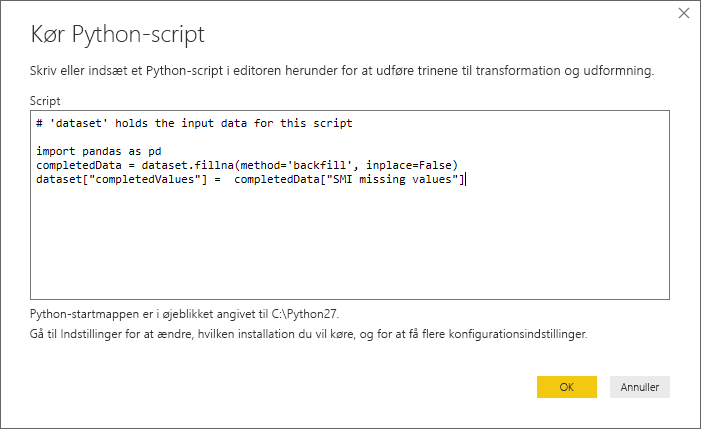 Kør Python-script
Skriv eller indsæt et Python-script i editoren herunder for at udføre trinene til transformation og udformning.
Script
# 'dataset' holds the input data for this script
import pandas as pd
completedData = dataset.fillna(method='backfill', inplace=False)
dataset["completedValues"] =  completedData["SMI missing values"]
Python-startmappen er i øjeblikket angivet til C:\Python27.
Gå til Indstillinger for at ændre, hvilken installation du vil køre, og for at få flere konfigurationsindstillinger.
OK
Annuller